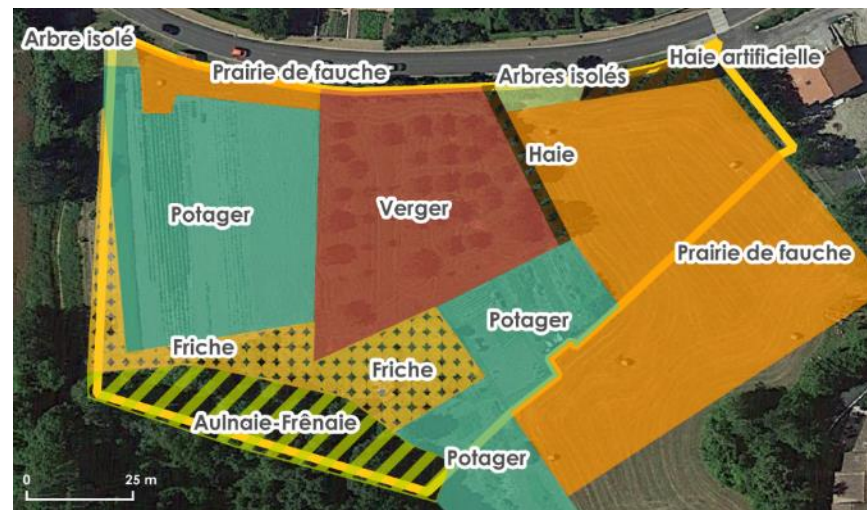 Arbre isolé
Prairie de fauche
Arbres isolés
Haie artificielle
Haie
Potager
Verger
Prairie de fauche
Potager
Friche
Friche
Aulnaie-Frênaie
Potager
0 25 m